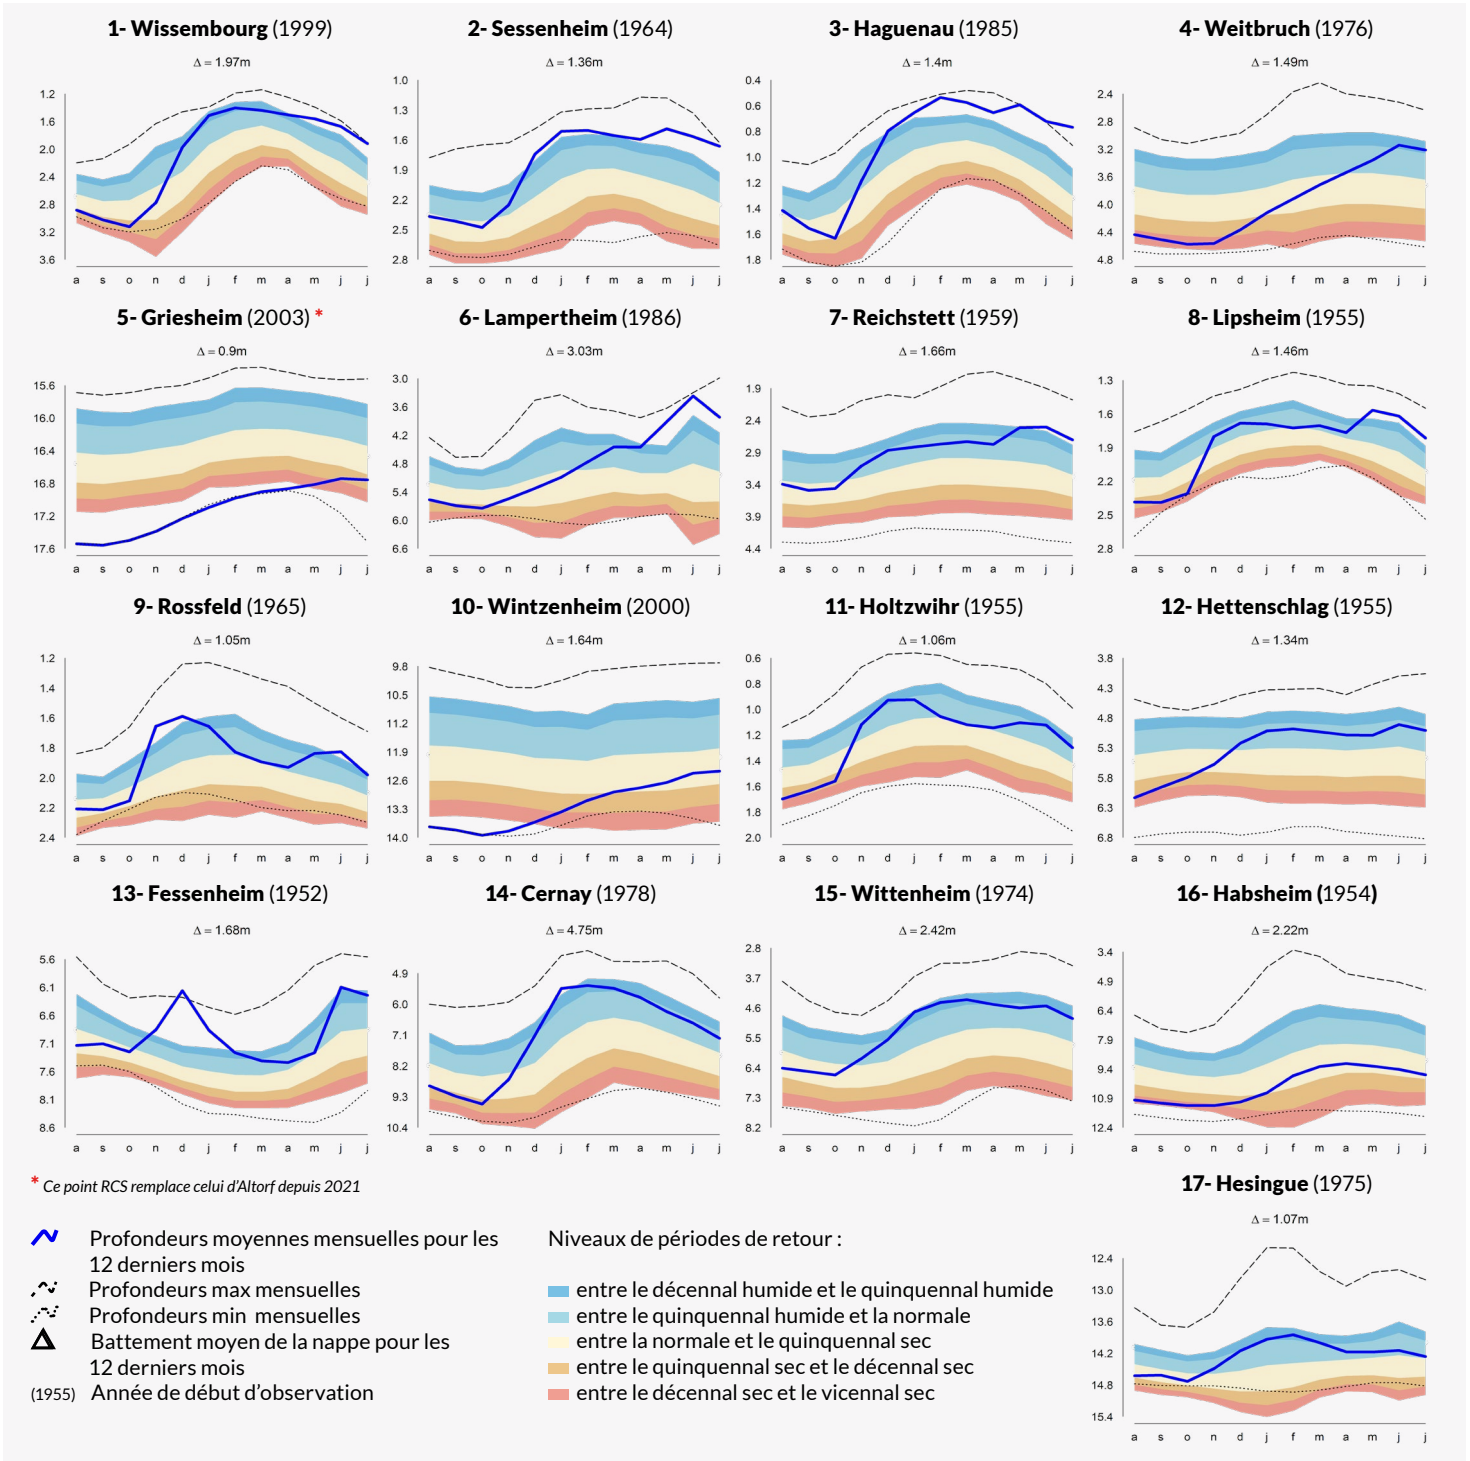 1- Wissembourg (1999)
Δ = 1.97m
1.2
1.6
2.0
2.4
2.8
3.2
3.6
a s o n d j f m a m j j
2- Sessenheim (1964)
Δ = 1.36m
1.0
1.3
1.6
1.9
2.2
2.5
2.8
a s o n d j f m a m j j
3- Haguenau (1985)
Δ = 1.4m
0.4
0.6
0.8
1.0
1.2
1.4
1.6
1.8
a s o n d j f m a m j j
4- Weitbruch (1976)
Δ = 1.49m
2.4
2.8
3.2
3.6
4.0
4.4
4.8
a s o n d j f m a m j j
5- Griesheim (2003) *
Δ = 0.9m
15.6
16.0
16.4
16.8
17.2
17.6
a s o n d j f m a m j j
6- Lampertheim (1986)
Δ = 3.03m
3.0
3.6
4.2
4.8
5.4
6.0
6.6
a s o n d j f m a m j j
7- Reichstett (1959)
Δ = 1.66m
1.9
2.4
2.9
3.4
3.9
4.4
a s o n d j f m a m j j
8- Lipsheim (1955)
Δ = 1.46m
1.3
1.6
1.9
2.2
2.5
2.8
a s o n d j f m a m j j
9- Rossfeld (1965)
Δ = 1.05m
1.2
1.4
1.6
1.8
2.0
2.2
2.4
a s o n d j f m a m j j
10- Wintzenheim (2000)
Δ = 1.64m
9.8
10.5
11.2
11.9
12.6
13.3
14.0
a s o n d j f m a m j j
11- Holtzwihr (1955)
Δ = 1.06m
0.6
0.8
1.0
1.2
1.4
1.6
1.8
2.0
a s o n d j f m a m j j
12- Hettenschlag (1955)
Δ = 1.34m
3.8
4.3
4.8
5.3
5.8
6.3
6.8
a s o n d j f m a m j j
13- Fessenheim (1952)
Δ = 1.68m
5.6
6.1
6.6
7.1
7.6
8.1
8.6
a s o n d j f m a m j j
14- Cernay (1978)
Δ = 4.75m
4.9
6.0
7.1
8.2
9.3
10.4
a s o n d j f m a m j j
15- Wittenheim (1974)
Δ = 2.42m
2.8
3.7
4.6
5.5
6.4
7.3
8.2
a s o n d j f m a m j j
16- Habsheim (1954)
Δ = 2.22m
3.4
4.9
6.4
7.9
9.4
10.9
12.4
a s o n d j f m a m j j
17- Hesingue (1975)
Δ = 1.07m
12.4
13.0
13.6
14.2
14.8
15.4
a s o n d j f m a m j j
* Ce point RCS remplace celui d'Altorf depuis 2021
Profondeurs moyennes mensuelles pour les
12 derniers mois
Profondeurs max mensuelles
Profondeurs min mensuelles
Δ Battement moyen de la nappe pour les
12 derniers mois
(1955) Année de début d'observation
Niveaux de périodes de retour :
entre le décennal humide et le quinquennal humide
entre le quinquennal humide et la normale
entre la normale et le quinquennal sec
entre le quinquennal sec et le décennal sec
entre le décennal sec et le vicennal sec